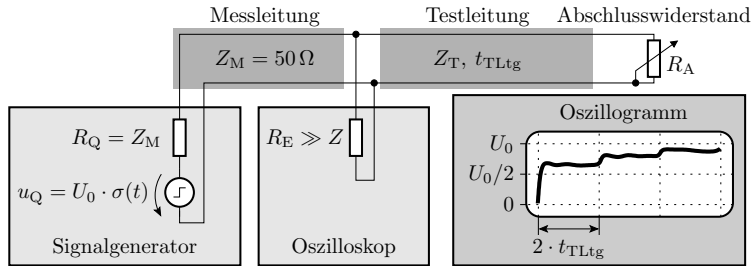 Messleitung
Testleitung
Abschlusswiderstand
Z_M = 50 Ω
Z_T, t_TLtg
R_A
R_Q = Z_M
u_Q = U_0 · σ(t)
Signalgenerator
R_E ≫ Z
Oszilloskop
Oszillogramm
U_0
U_0/2
0
2 · t_TLtg